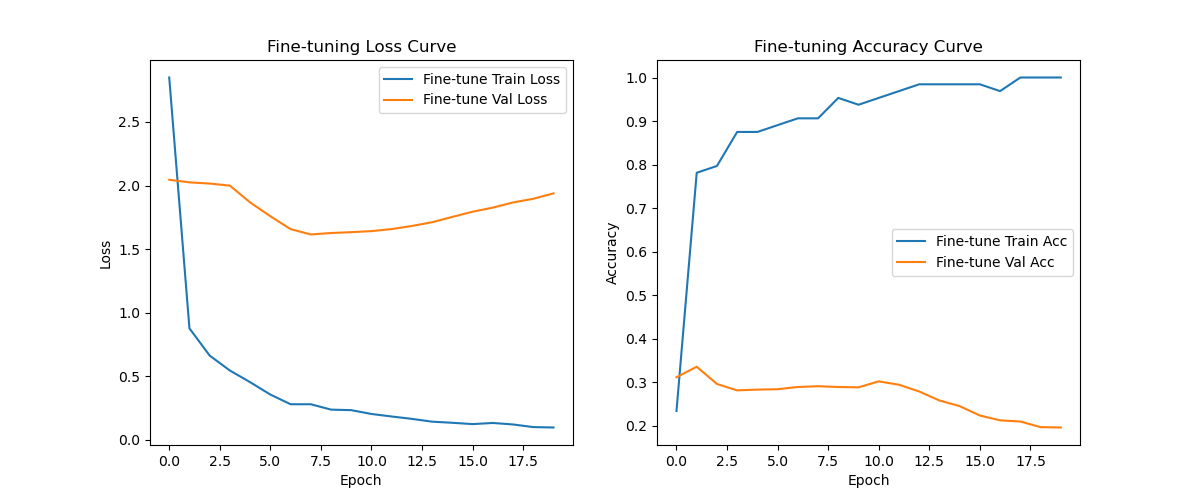 Fine-tuning Loss Curve
Fine-tune Train Loss
Fine-tune Val Loss
Loss
2.5
2.0
1.5
1.0
0.5
0.0
0.0 2.5 5.0 7.5 10.0 12.5 15.0 17.5
Epoch
Fine-tuning Accuracy Curve
Fine-tune Train Acc
Fine-tune Val Acc
Accuracy
1.0
0.9
0.8
0.7
0.6
0.5
0.4
0.3
0.2
0.0 2.5 5.0 7.5 10.0 12.5 15.0 17.5
Epoch